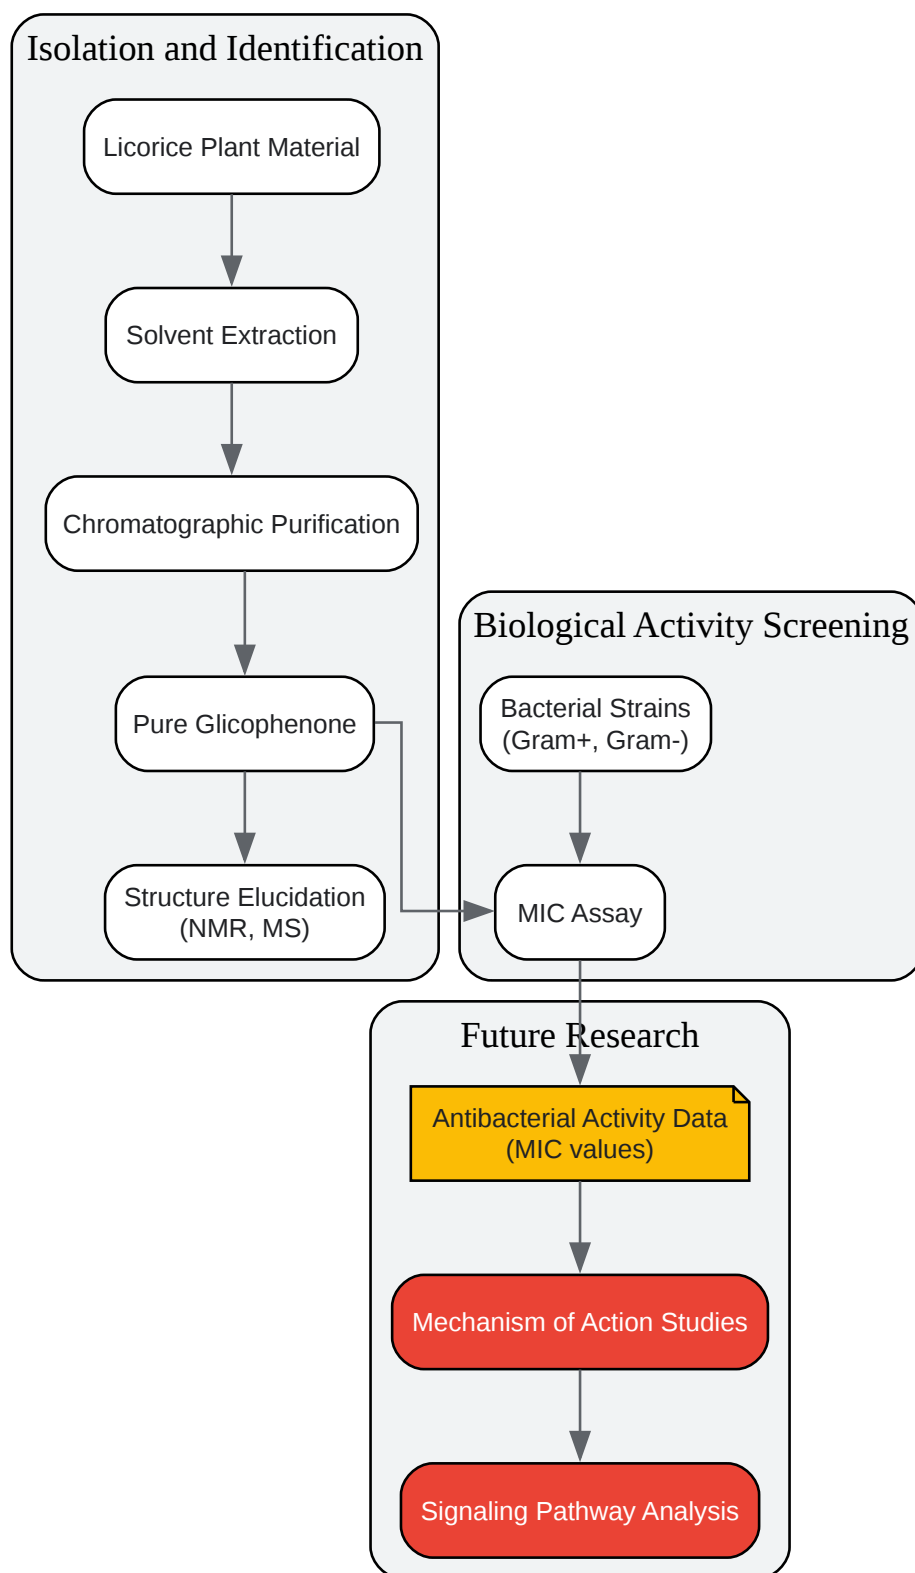 Isolation and Identification
Licorice Plant Material
Solvent Extraction
Chromatographic Purification
Pure Glicophenone
Structure Elucidation
(NMR, MS)
Biological Activity Screening
Bacterial Strains
(Gram+, Gram-)
MIC Assay
Future Research
Antibacterial Activity Data
(MIC values)
Mechanism of Action Studies
Signaling Pathway Analysis